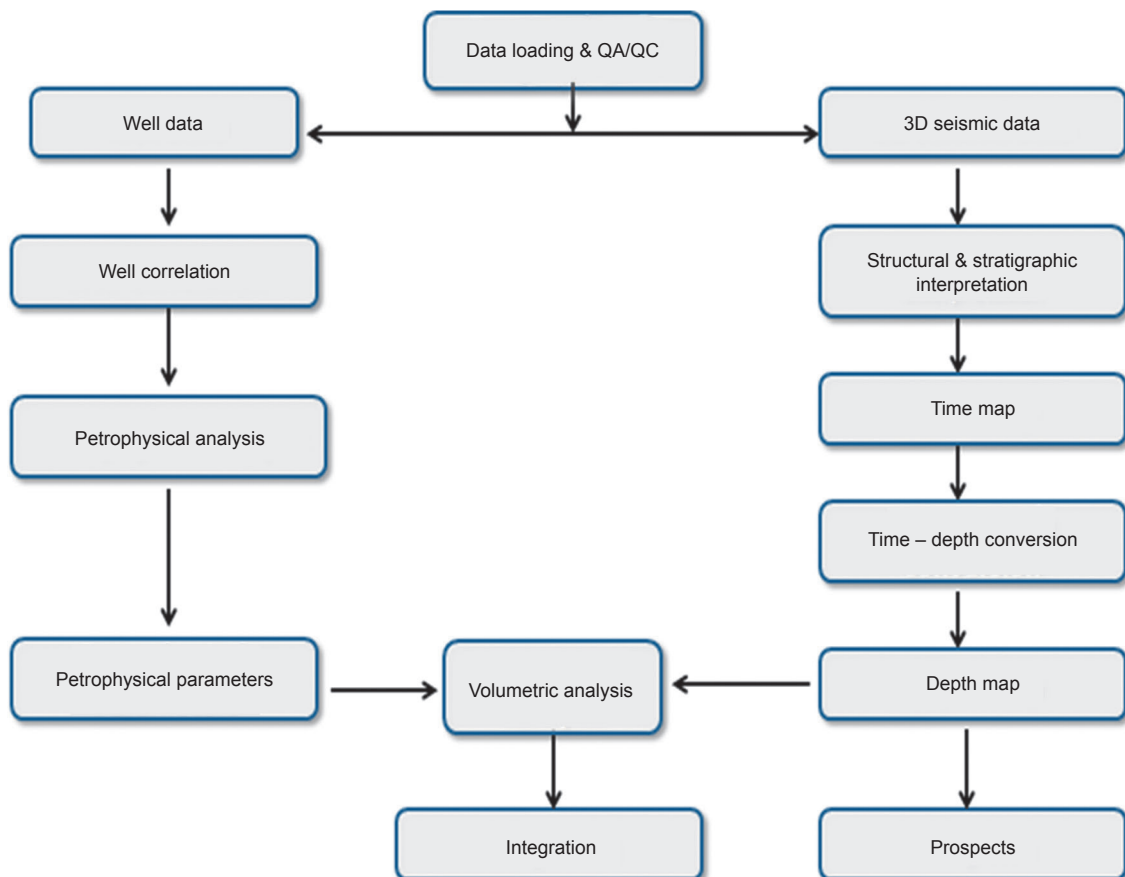 Data loading & QA/QC
Well data
3D seismic data
Well correlation
Structural & stratigraphic
interpretation
Time map
Petrophysical analysis
Time – depth conversion
Petrophysical parameters
Volumetric analysis
Depth map
Integration
Prospects